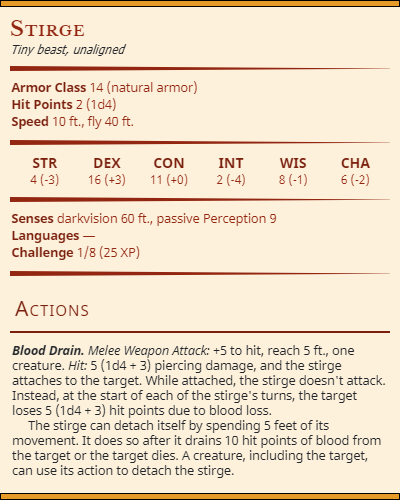 Stirge
Tiny beast, unaligned
Armor Class 14 (natural armor)
Hit Points 2 (1d4)
Speed 10 ft., fly 40 ft.
STR DEX CON INT WIS CHA
4 (-3) 16 (+3) 11 (+0) 2 (-4) 8 (-1) 6 (-2)
Senses darkvision 60 ft., passive Perception 9
Languages —
Challenge 1/8 (25 XP)
Actions
Blood Drain. Melee Weapon Attack: +5 to hit, reach 5 ft., one
creature. Hit: 5 (1d4 + 3) piercing damage, and the stirge
attaches to the target. While attached, the stirge doesn't attack.
Instead, at the start of each of the stirge's turns, the target
loses 5 (1d4 + 3) hit points due to blood loss.
The stirge can detach itself by spending 5 feet of its
movement. It does so after it drains 10 hit points of blood from
the target or the target dies. A creature, including the target,
can use its action to detach the stirge.